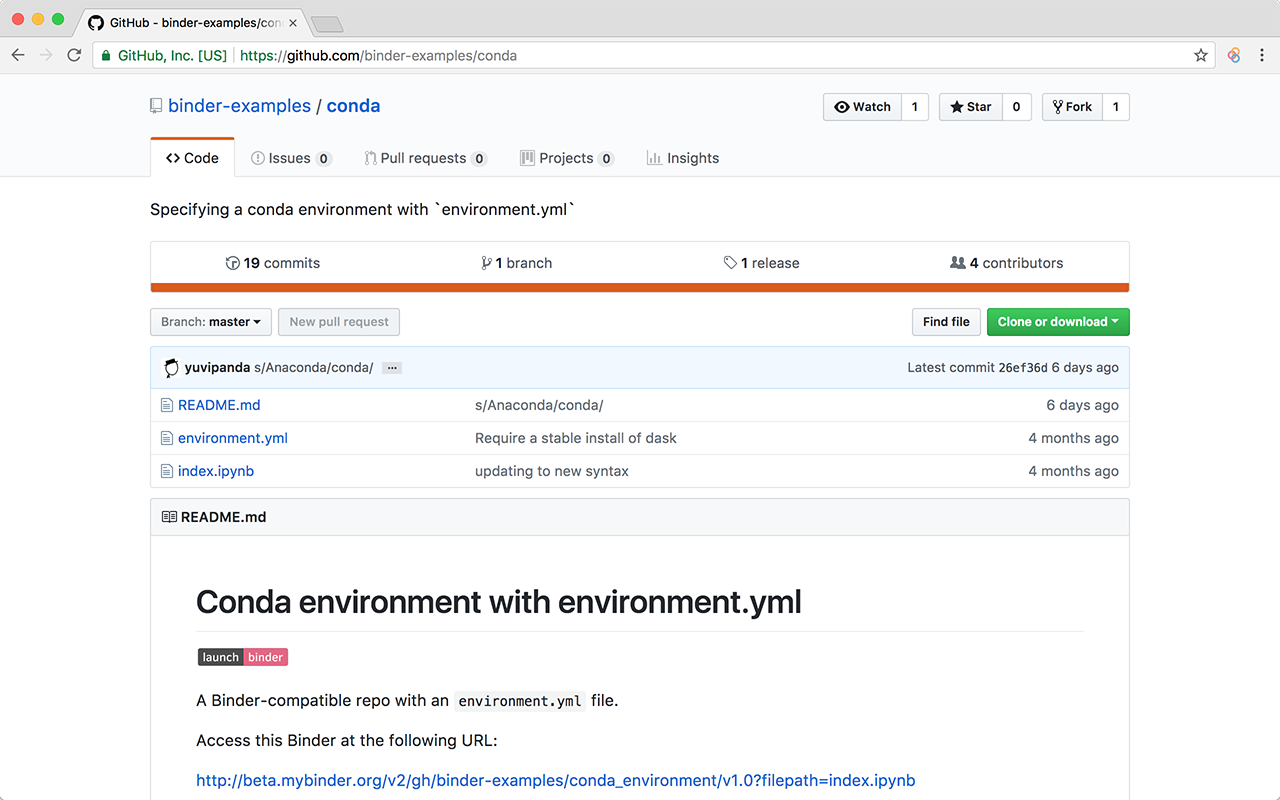 GitHub - binder-examples/con
GitHub, Inc. [US] https://github.com/binder-examples/conda
binder-examples / conda
Watch 1 Star 0 Fork 1
Code Issues 0 Pull requests 0 Projects 0 Insights
Specifying a conda environment with `environment.yml`
19 commits 1 branch 1 release 4 contributors
Branch: master New pull request Find file Clone or download
yuvipanda s/Anaconda/conda/ ... Latest commit 26ef36d 6 days ago
README.md s/Anaconda/conda/ 6 days ago
environment.yml Require a stable install of dask 4 months ago
index.ipynb updating to new syntax 4 months ago
README.md
Conda environment with environment.yml
launch binder
A Binder-compatible repo with an environment.yml file.
Access this Binder at the following URL:
http://beta.mybinder.org/v2/gh/binder-examples/conda_environment/v1.0?filepath=index.ipynb